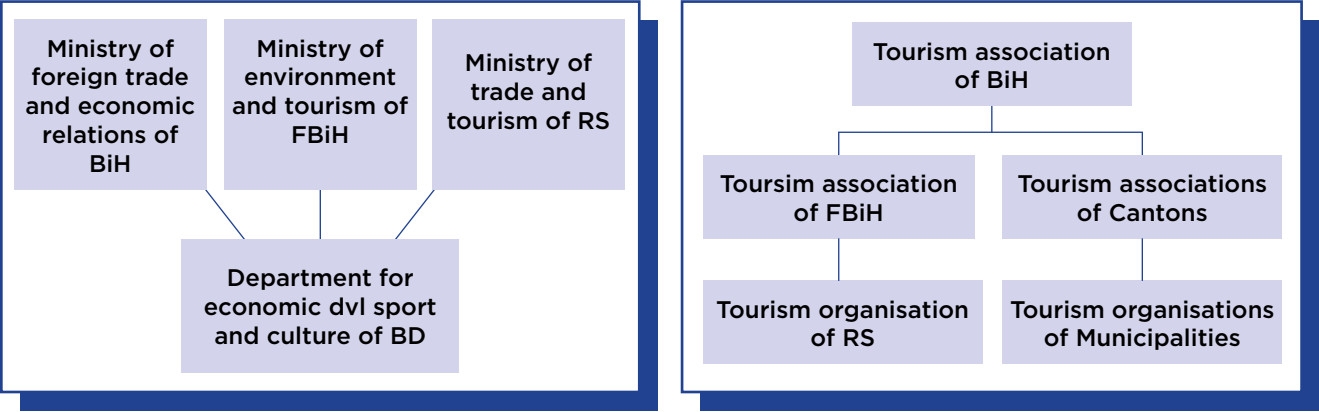 Ministry of
foreign trade
and economic
relations of
BiH
Ministry of
environment
and tourism of
FBiH
Ministry of
trade and
tourism of RS
Department for
economic dvl sport
and culture of BD
Tourism association
of BiH
Toursim association
of FBiH
Tourism associations
of Cantons
Tourism organisation
of RS
Tourism organisations
of Municipalities